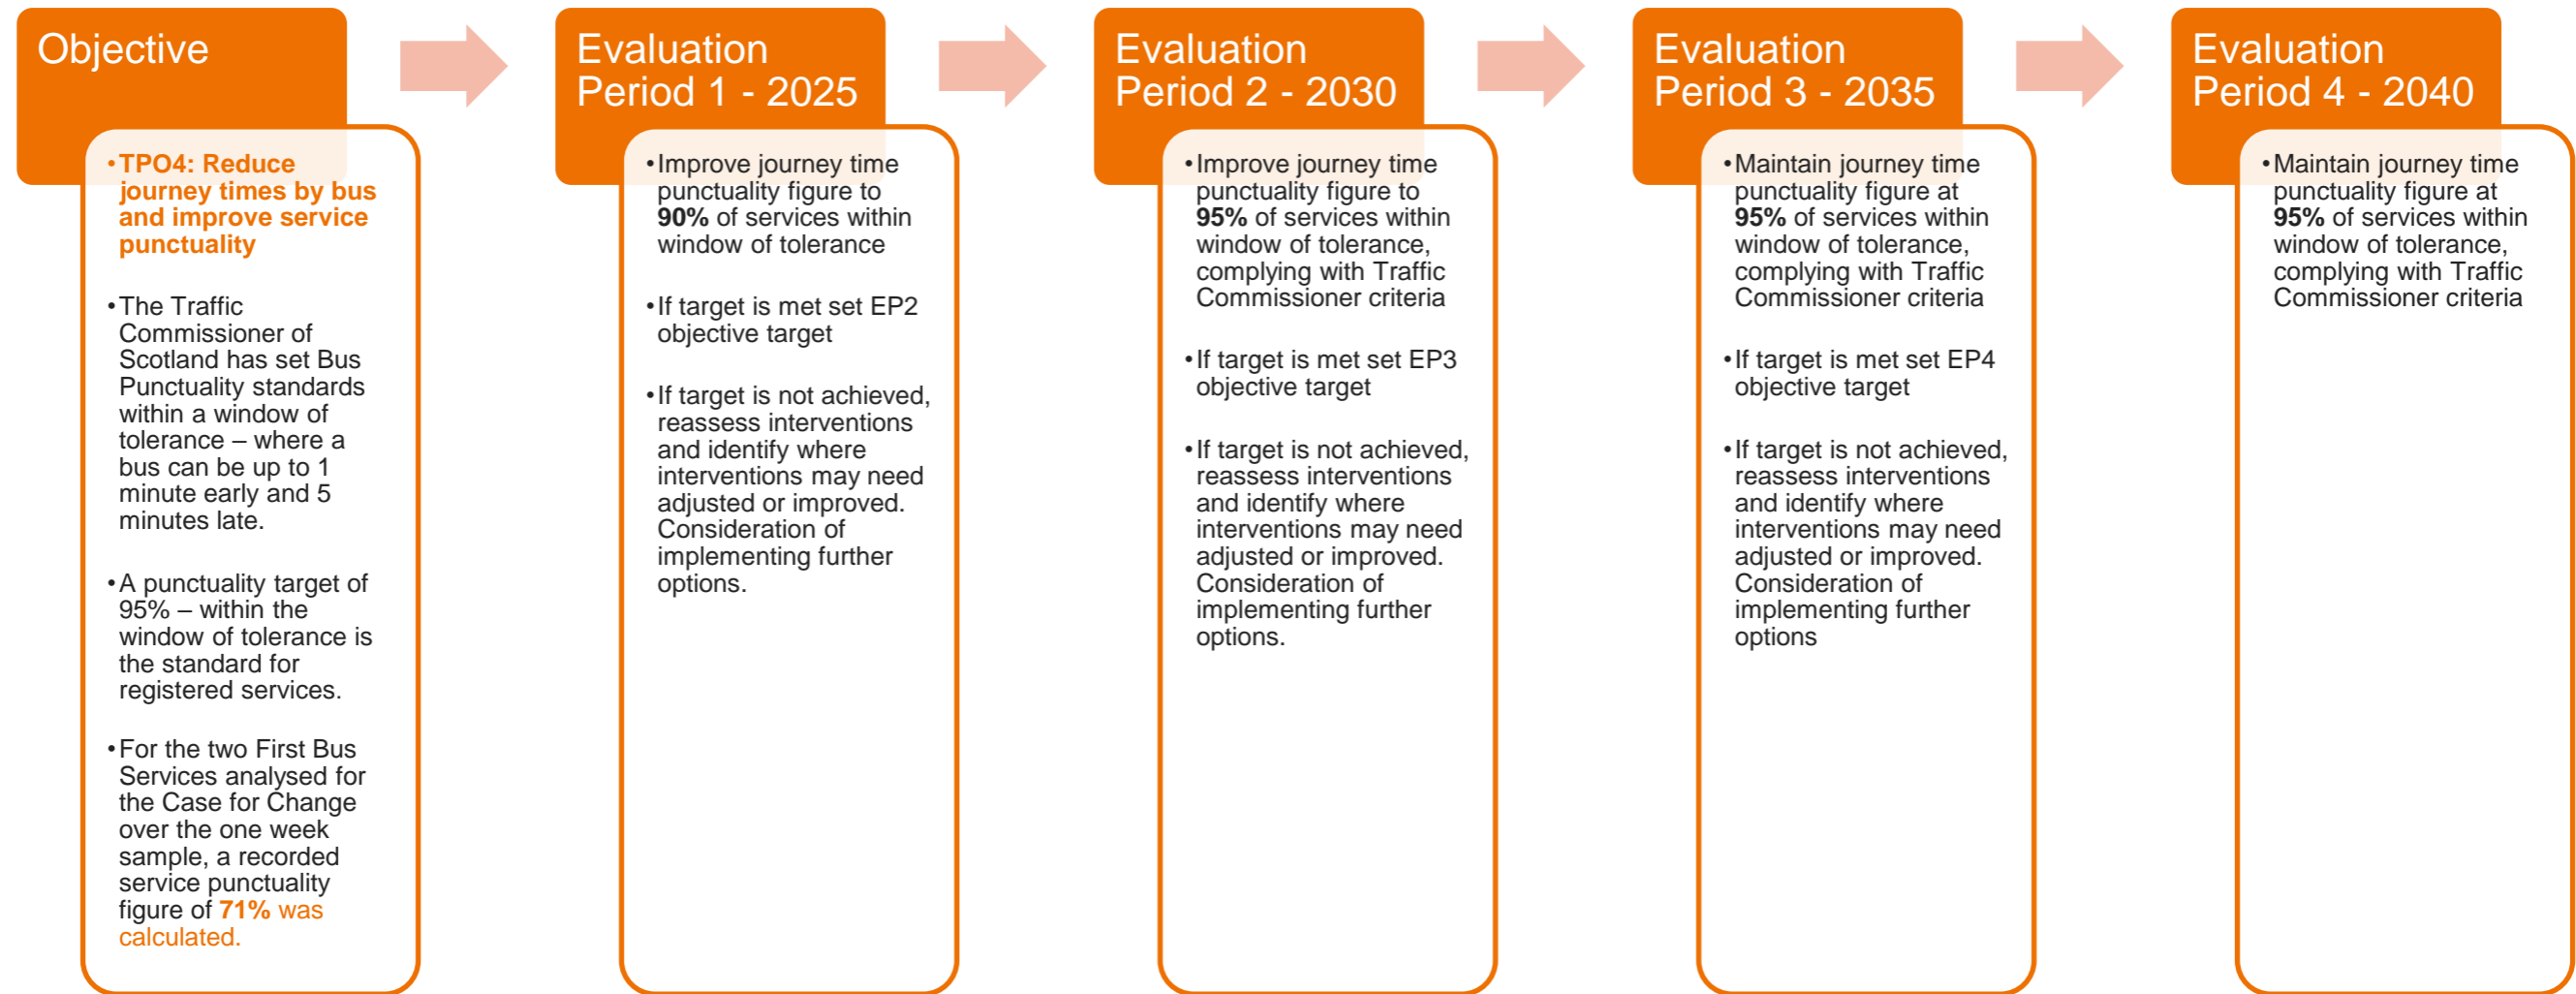 Objective
•TPO4: Reduce
journey times by bus
and improve service
punctuality
•The Traffic
Commissioner of
Scotland has set Bus
Punctuality standards
within a window of
tolerance – where a
bus can be up to 1
minute early and 5
minutes late.
•A punctuality target of
95% – within the
window of tolerance is
the standard for
registered services.
•For the two First Bus
Services analysed for
the Case for Change
over the one week
sample, a recorded
service punctuality
figure of 71% was
calculated.
Evaluation
Period 1 - 2025
•Improve journey time
punctuality figure to
90% of services within
window of tolerance
•If target is met set EP2
objective target
•If target is not achieved,
reassess interventions
and identify where
interventions may need
adjusted or improved.
Consideration of
implementing further
options.
Evaluation
Period 2 - 2030
•Improve journey time
punctuality figure to
95% of services within
window of tolerance,
complying with Traffic
Commissioner criteria
•If target is met set EP3
objective target
•If target is not achieved,
reassess interventions
and identify where
interventions may need
adjusted or improved.
Consideration of
implementing further
options.
Evaluation
Period 3 - 2035
•Maintain journey time
punctuality figure at
95% of services within
window of tolerance,
complying with Traffic
Commissioner criteria
•If target is met set EP4
objective target
•If target is not achieved,
reassess interventions
and identify where
interventions may need
adjusted or improved.
Consideration of
implementing further
options
Evaluation
Period 4 - 2040
•Maintain journey time
punctuality figure at
95% of services within
window of tolerance,
complying with Traffic
Commissioner criteria